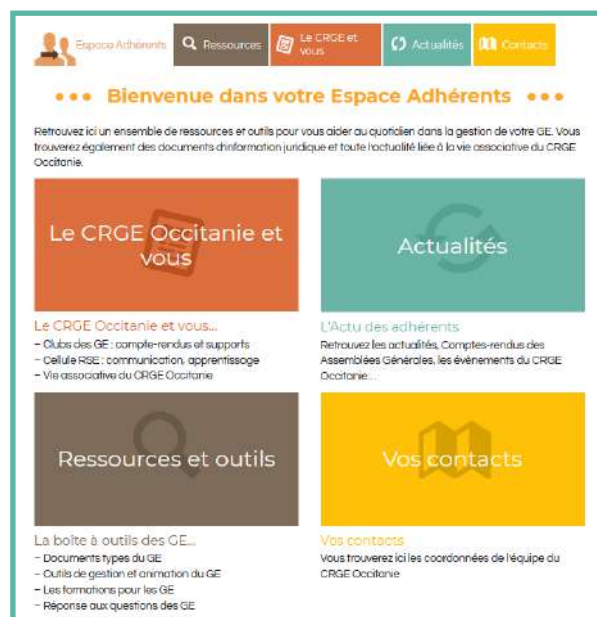 Espace Adhérents
Ressources
Le CRGE et
vous
Actualités
Contacts
Bienvenue dans votre Espace Adhérents
Retrouvez ici un ensemble de ressources et outils pour vous aider au quotidien dans la gestion de votre GE. Vous
trouverez également des documents d'information juridique et toute l'actualité liée à la vie associative du CRGE
Occitanie.
Le CRGE Occitanie et
vous
Actualités
Le CRGE Occitanie et vous...
– Clubs des GE : compte-rendus et supports
– Cellule RSE : communication, apprentissage
– Vie associative du CRGE Occitanie
L'Actu des adhérents
Retrouvez les actualités, Comptes-rendus des
Assemblées Générales, les évènements du CRGE
Occitanie...
Ressources et outils
Vos contacts
La boîte à outils des GE...
– Documents types du GE
– Outils de gestion et animation du GE
– Les formations pour les GE
– Réponse aux questions des GE
Vos contacts
Vous trouverez ici les coordonnées de l'équipe du
CRGE Occitanie